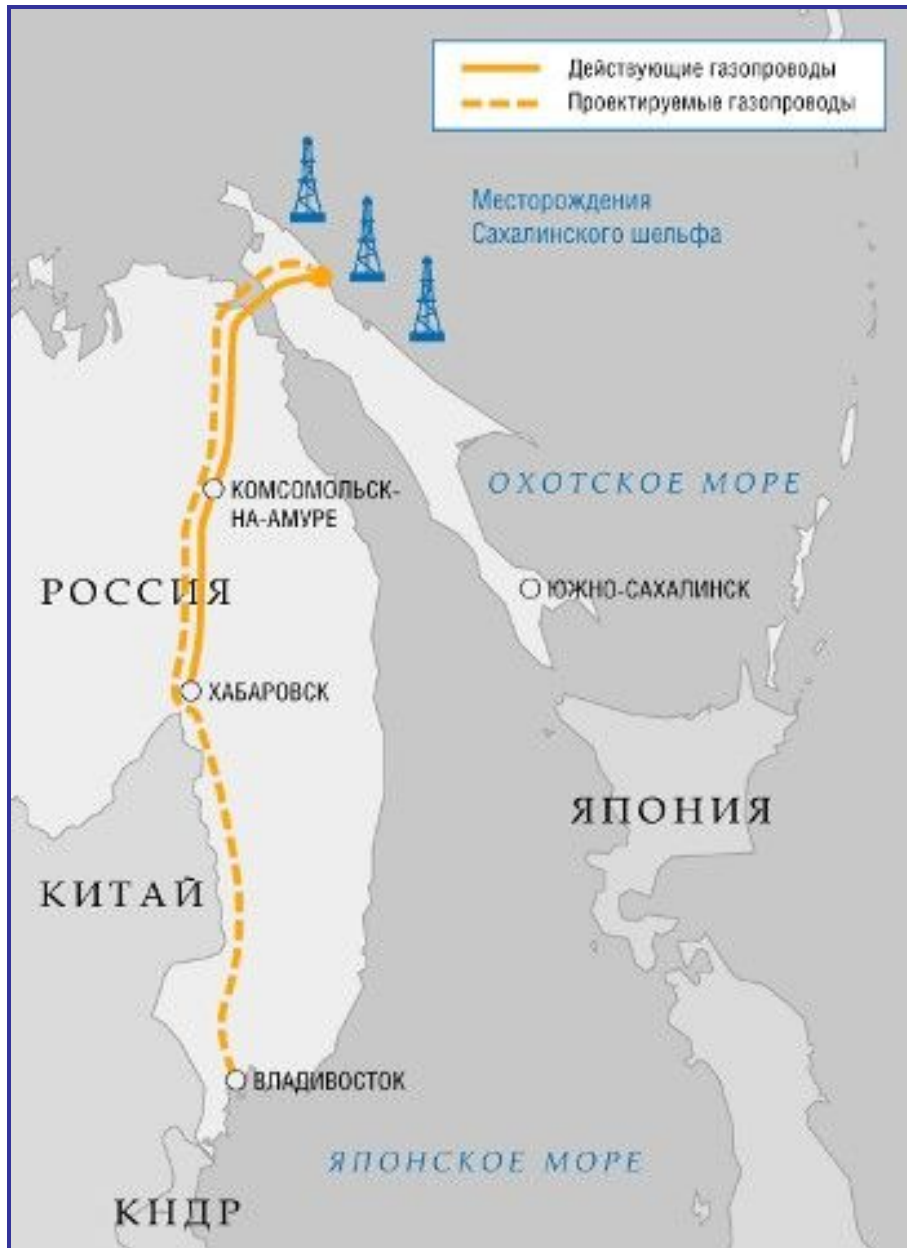 Действующие газопроводы
Проектируемые газопроводы
Месторождения
Сахалинского шельфа
ОХОТСКОЕ МОРЕ
КОМСОМОЛЬСК-
НА-АМУРЕ
РОССИЯ
ЮЖНО-САХАЛИНСК
ХАБАРОВСК
ЯПОНИЯ
КИТАЙ
ВЛАДИВОСТОК
ЯПОНСКОЕ МОРЕ
КНДР